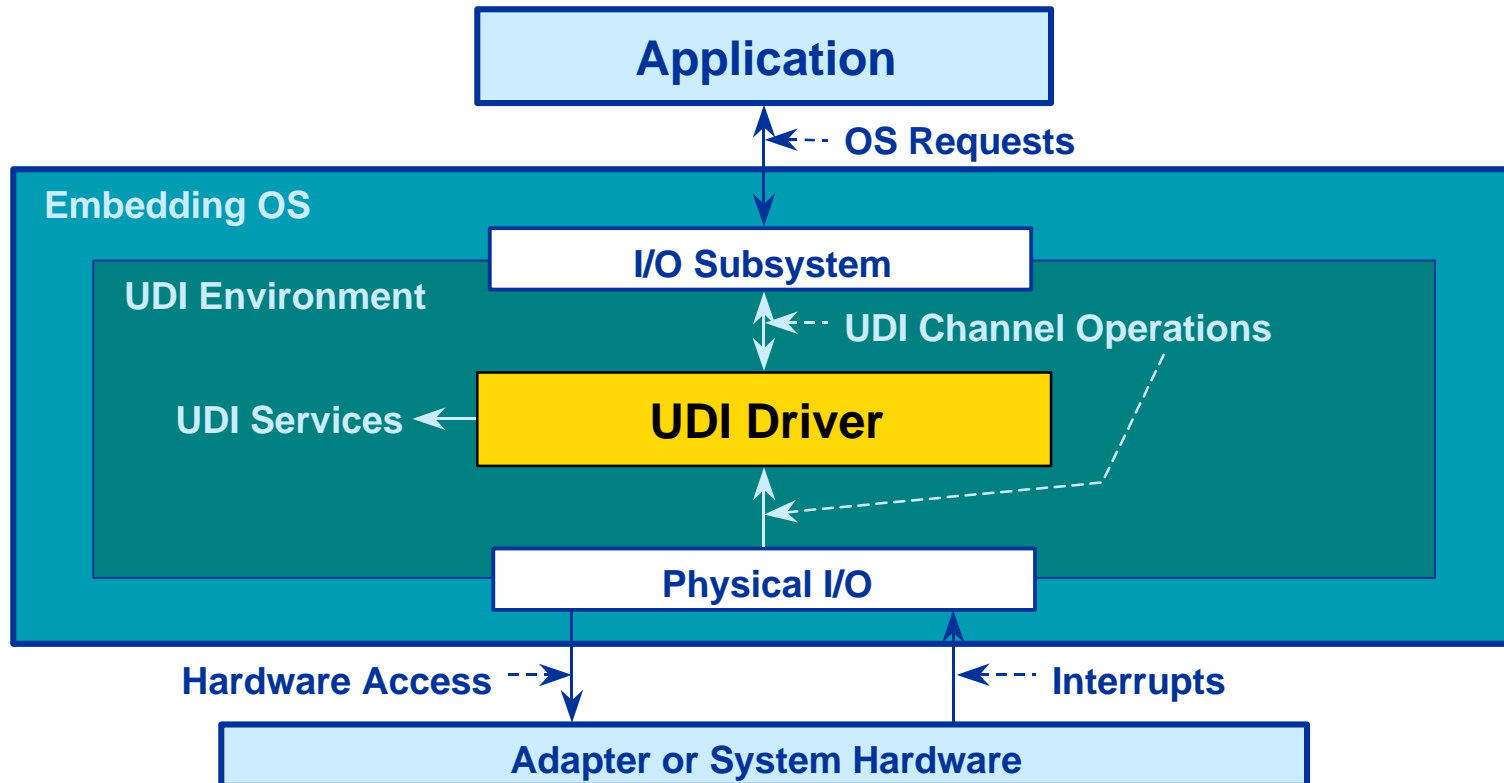 Application
OS Requests
Embedding OS
I/O Subsystem
UDI Environment
UDI Channel Operations
UDI Services
UDI Driver
Physical I/O
Hardware Access
Interrupts
Adapter or System Hardware